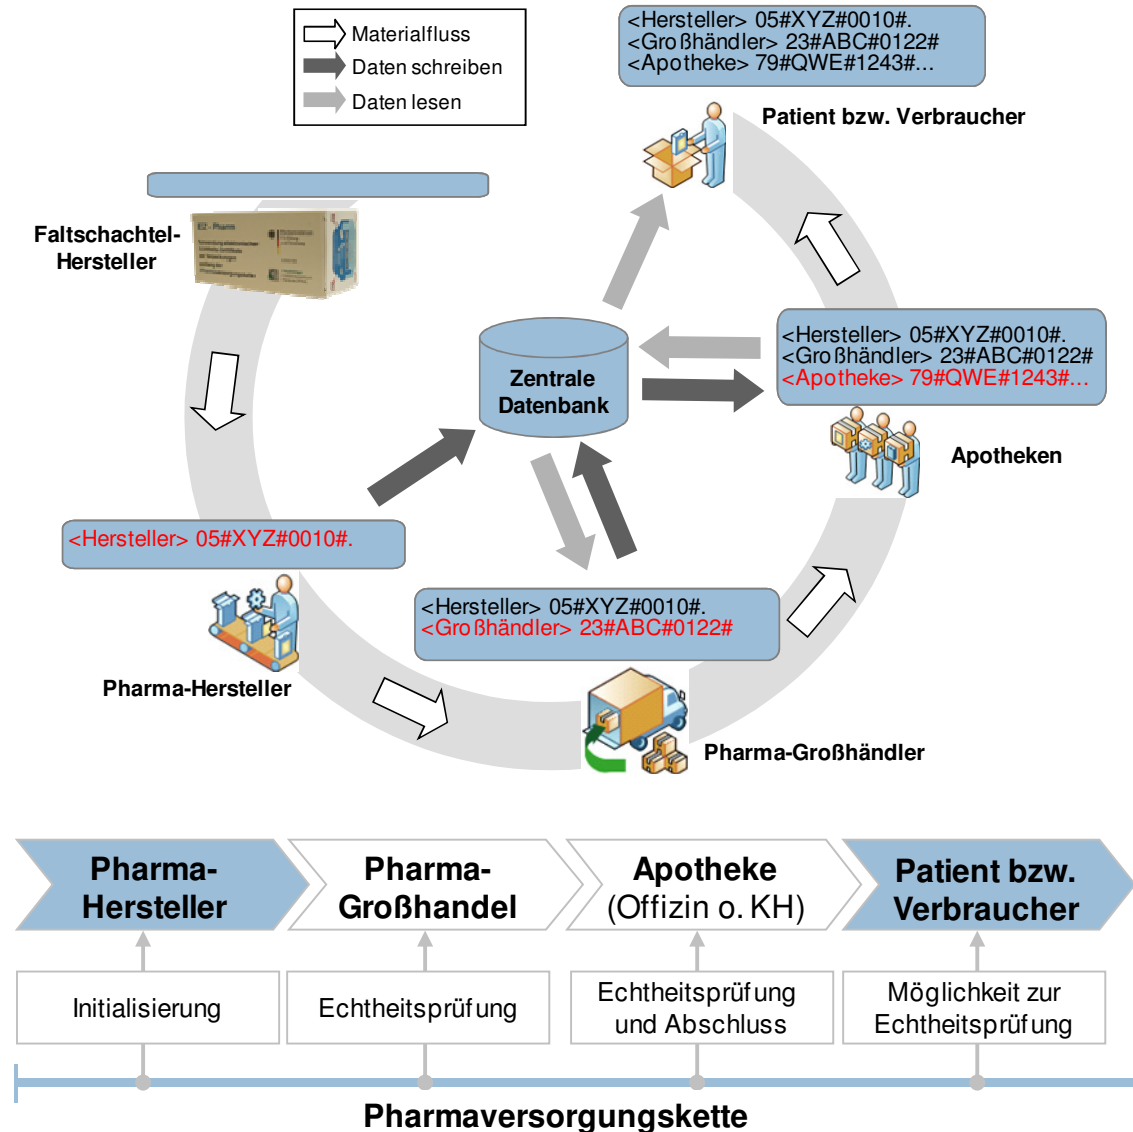 Materialfluss
Daten schreiben
Daten lesen
<Hersteller> 05#XYZ#0010#.
<Großhändler> 23#ABC#0122#
<Apotheke> 79#QWE#1243#...
Patient bzw. Verbraucher
Faltschachtel-
Hersteller
EZ - Pharm
<Hersteller> 05#XYZ#0010#.
<Großhändler> 23#ABC#0122#
<Apotheke> 79#QWE#1243#...
Zentrale
Datenbank
Apotheken
<Hersteller> 05#XYZ#0010#.
<Hersteller> 05#XYZ#0010#.
<Großhändler> 23#ABC#0122#
Pharma-Hersteller
Pharma-Großhändler
Pharma-
Hersteller
Pharma-
Großhandel
Apotheke
(Offizin o. KH)
Patient bzw.
Verbraucher
Initialisierung
Echtheitsprüfung
Echtheitsprüfung
und Abschluss
Möglichkeit zur
Echtheitsprüfung
Pharmaversorgungskette